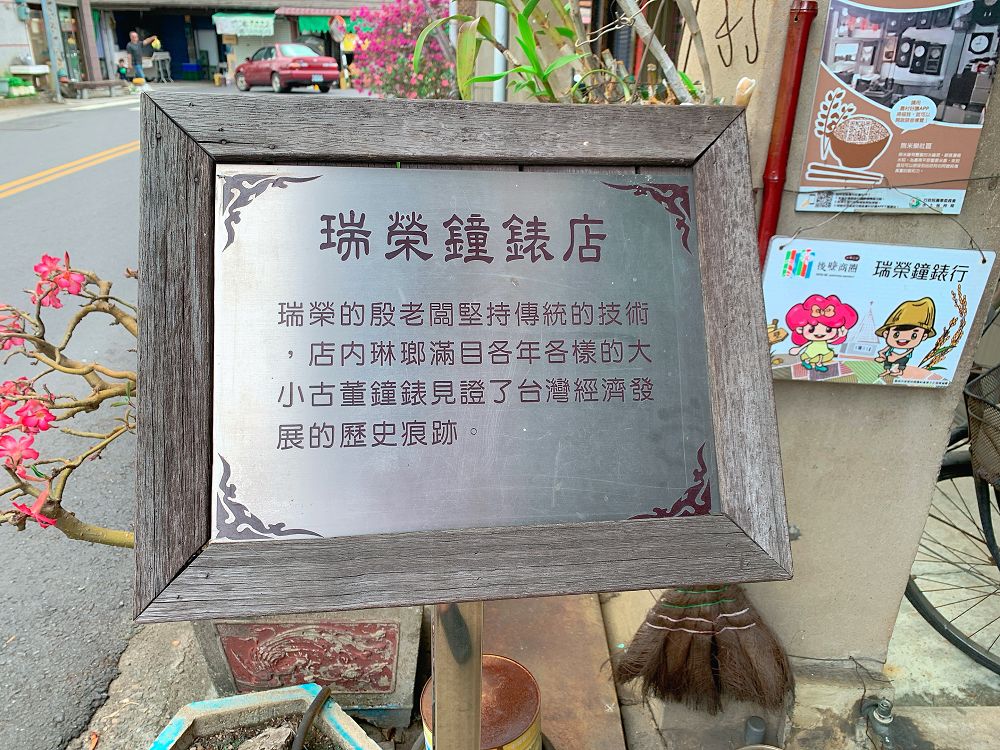 瑞榮鐘錶店
瑞榮的殷老闆堅持傳統的技術
，店內琳瑯滿目各年各樣的大
小古董鐘錶見證了台灣經濟發
展的歷史痕跡。
後壁商圈
瑞榮鐘錶行